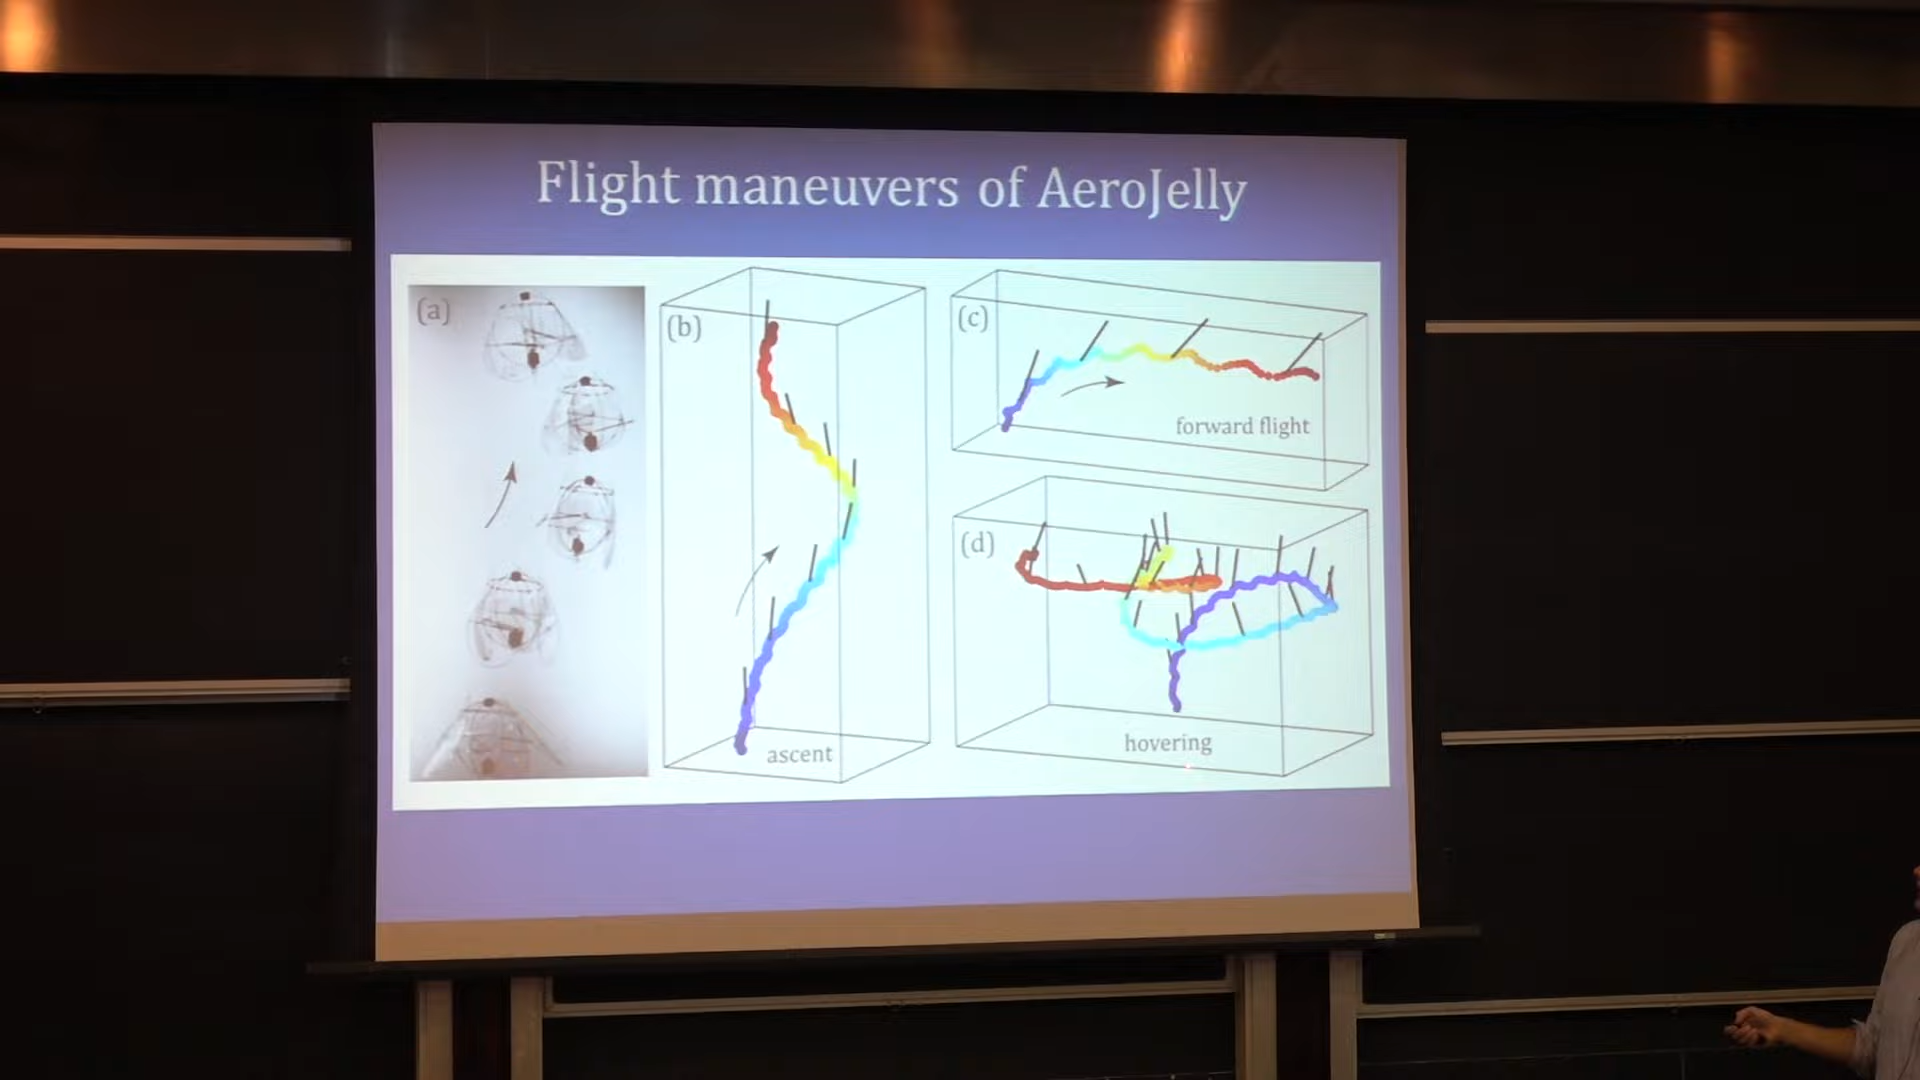 Flight maneuvers of AeroJelly
(a)
(b)
ascent
(c)
forward flight
(d)
hovering